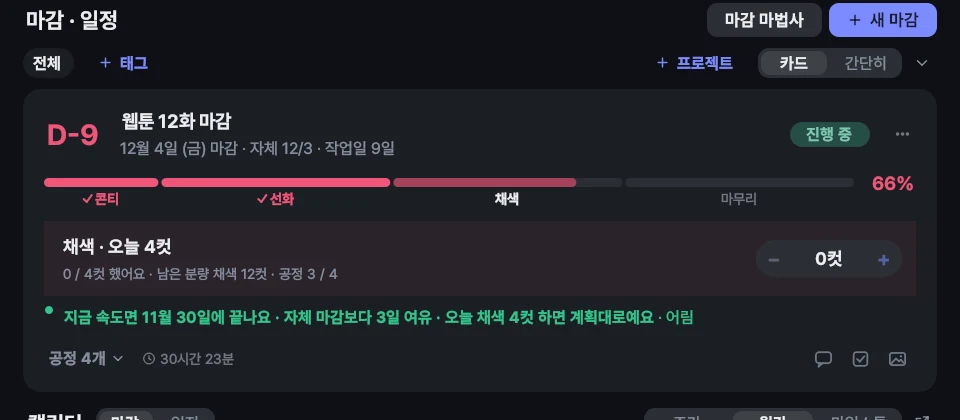 마감 · 일정
마감 마법사
+ 새 마감
전체
+ 태그
+ 프로젝트
카드
간단히
D-9
웹툰 12화 마감
12월 4일 (금) 마감 · 자체 12/3 · 작업일 9일
진행 중
✓콘티
✓선화
채색
마무리
66%
채색 · 오늘 4컷
0 / 4컷 했어요 · 남은 분량 채색 12컷 · 공정 3 / 4
− 0컷 +
지금 속도면 11월 30일에 끝나요 · 자체 마감보다 3일 여유 · 오늘 채색 4컷 하면 계획대로예요 · 어림
공정 4개
30시간 23분